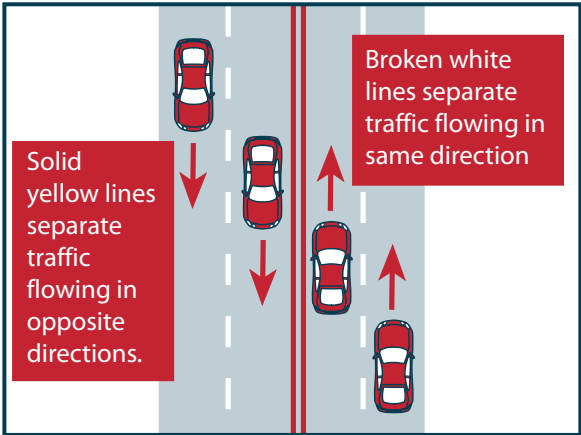 Broken white
lines separate
traffic flowing in
same direction
Solid
yellow lines
separate
traffic
flowing in
opposite
directions.